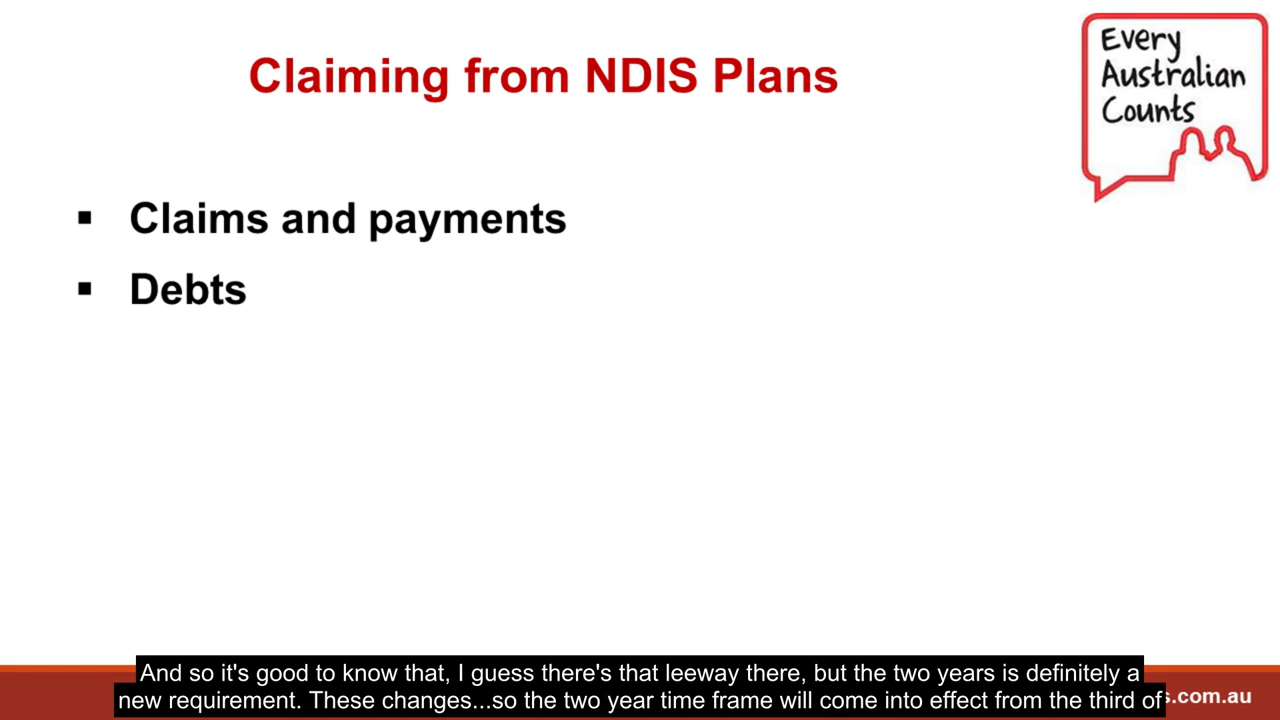 Claiming from NDIS Plans
Every
Australian
Counts
▪ Claims and payments
▪ Debts
And so it's good to know that, I guess there's that leeway there, but the two years is definitely a
new requirement. These changes...so the two year time frame will come into effect from the third of
s.com.au